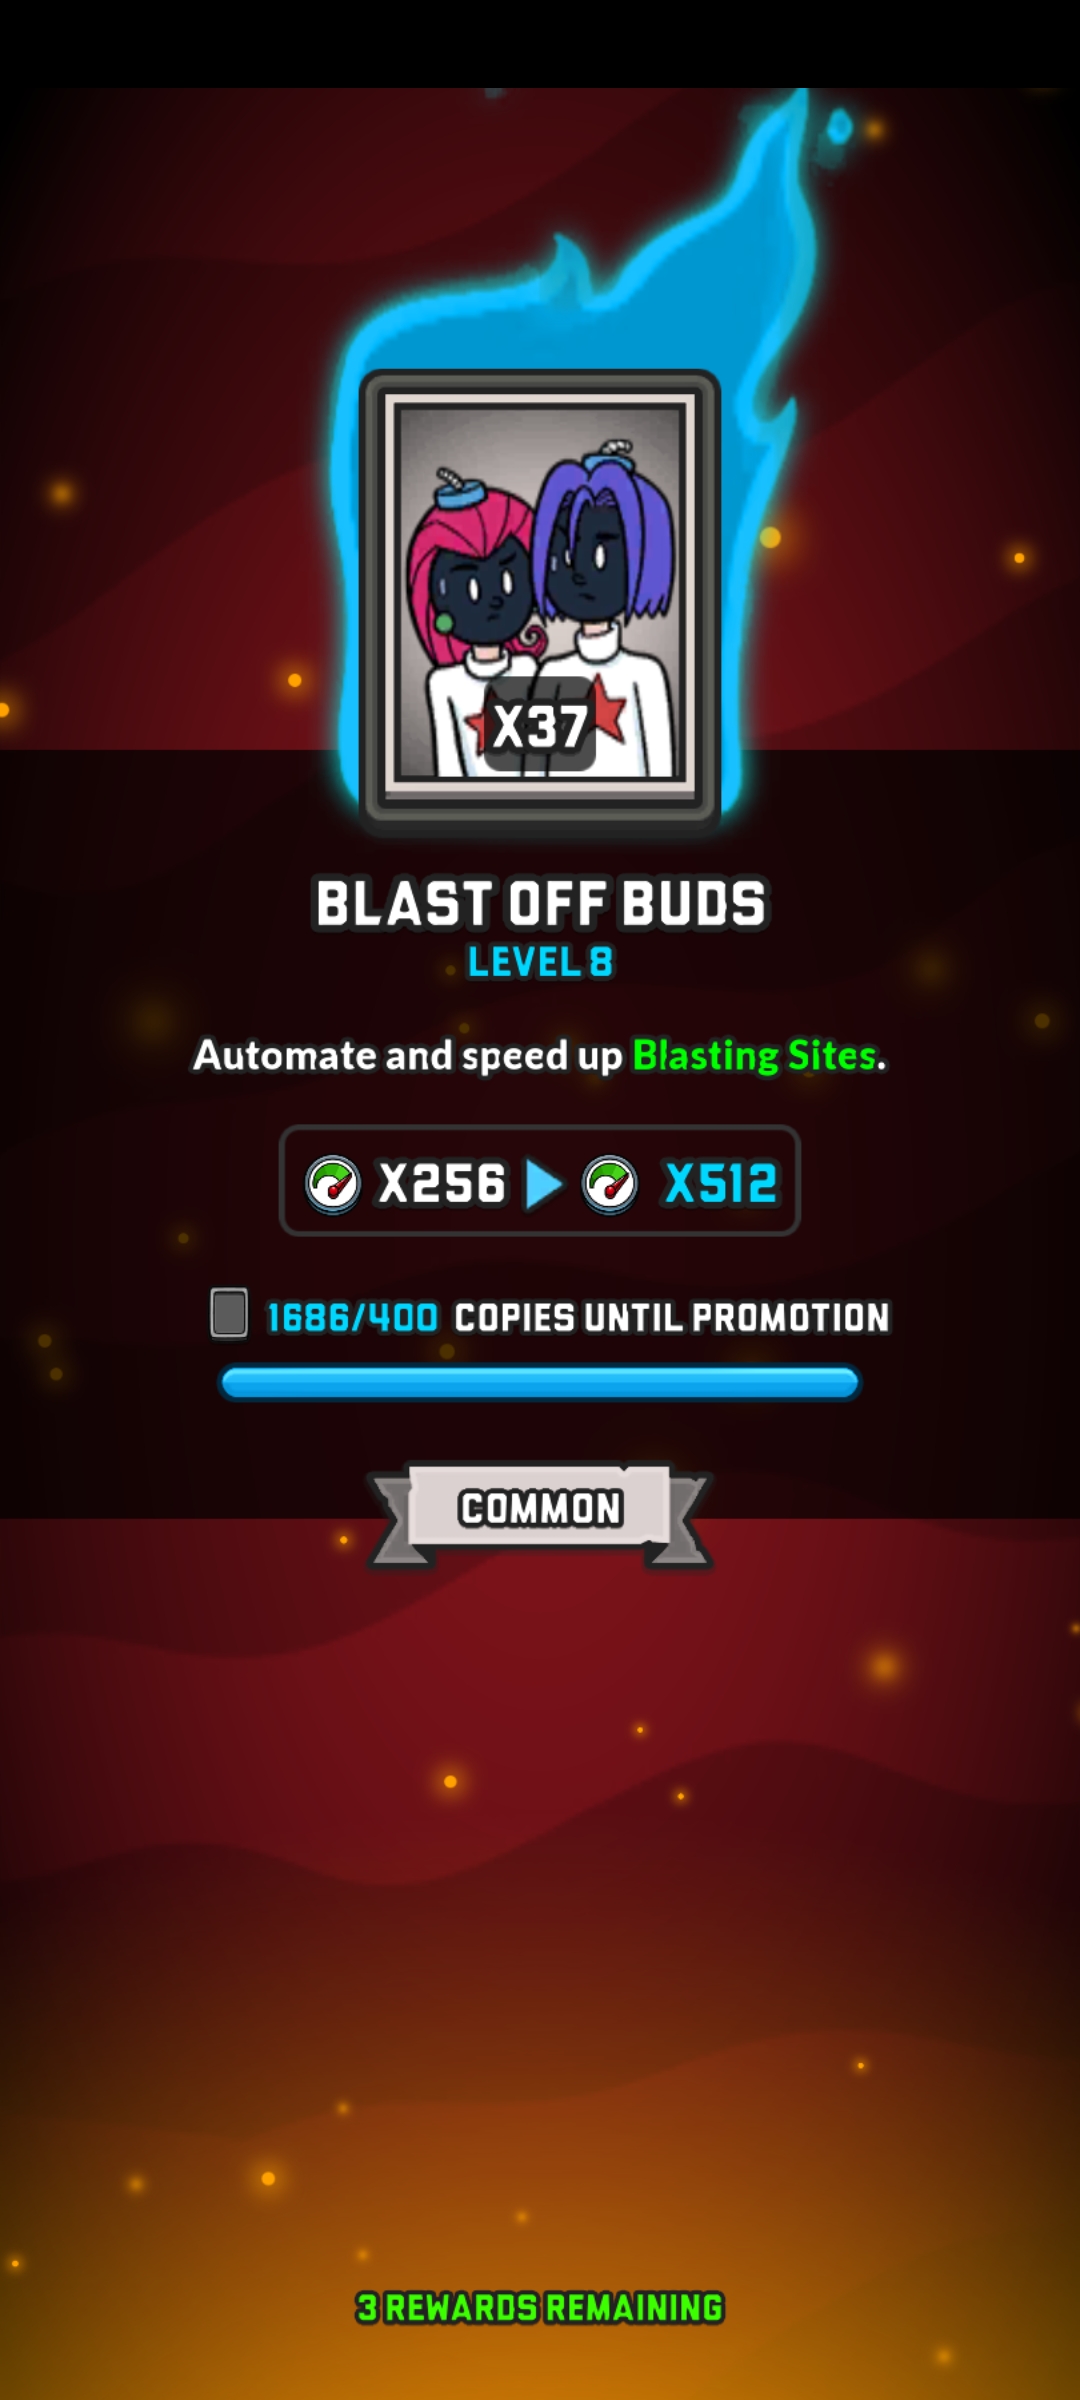 X37
BLAST OFF BUDS
LEVEL 8
Automate and speed up Blasting Sites.
X256 X512
1686/400 COPIES UNTIL PROMOTION
COMMON
3 REWARDS REMAINING